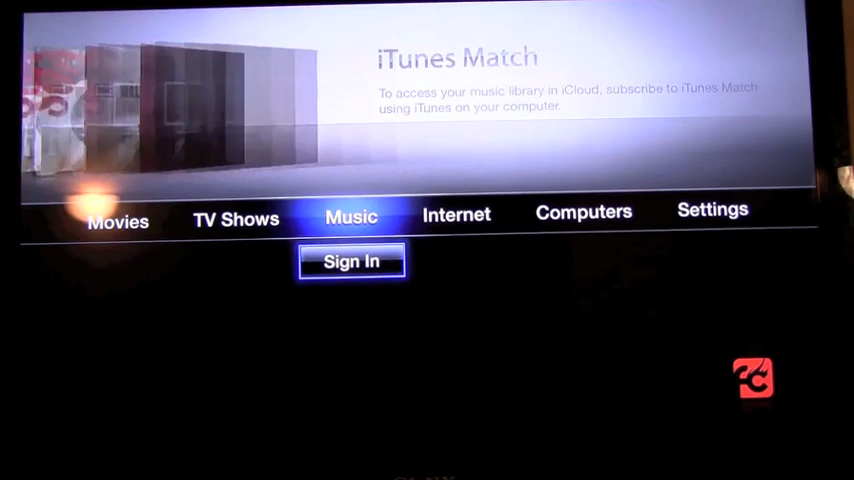 iTunes Match
To access your music library in iCloud, subscribe to iTunes Match
using iTunes on your computer.
Movies TV Shows Music Internet Computers Settings
Sign In